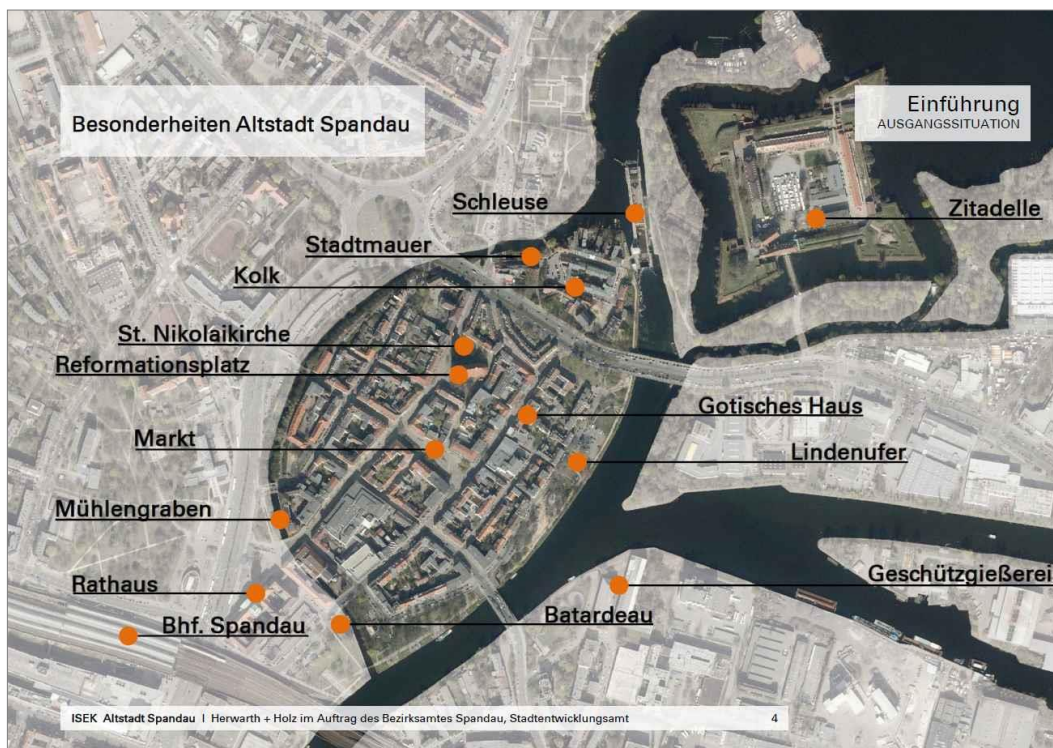 Besonderheiten Altstadt Spandau
Einführung
AUSGANGSSITUATION
Schleuse
Zitadelle
Stadtmauer
Kolk
St. Nikolaikirche
Reformationsplatz
Gotisches Haus
Markt
Lindenufer
Mühlengraben
Geschützgießerei
Rathaus
Batardeau
Bhf. Spandau
ISEK Altstadt Spandau I Herwarth + Holz im Auftrag des Bezirksamtes Spandau, Stadtentwicklungsamt 4